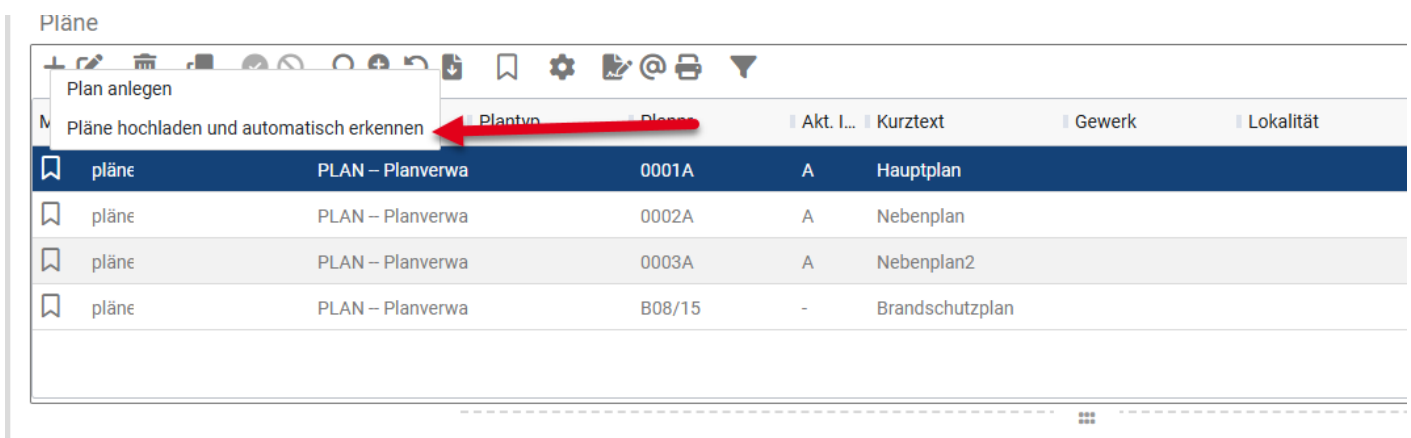 Pläne
Plan anlegen
Pläne hochladen und automatisch erkennen
M Plantyp Akt. I... Kurztext Gewerk Lokalität
pläne PLAN – Planverwa 0001A A Hauptplan
pläne PLAN – Planverwa 0002A A Nebenplan
pläne PLAN – Planverwa 0003A A Nebenplan2
pläne PLAN – Planverwa B08/15 - Brandschutzplan